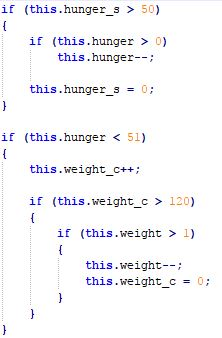 if (this.hunger_s > 50)
{
    if (this.hunger > 0)
        this.hunger--;

    this.hunger_s = 0;
}

if (this.hunger < 51)
{
    this.weight_c++;

    if (this.weight_c > 120)
    {
        if (this.weight > 1)
        {
            this.weight--;
            this.weight_c = 0;
        }
    }
}